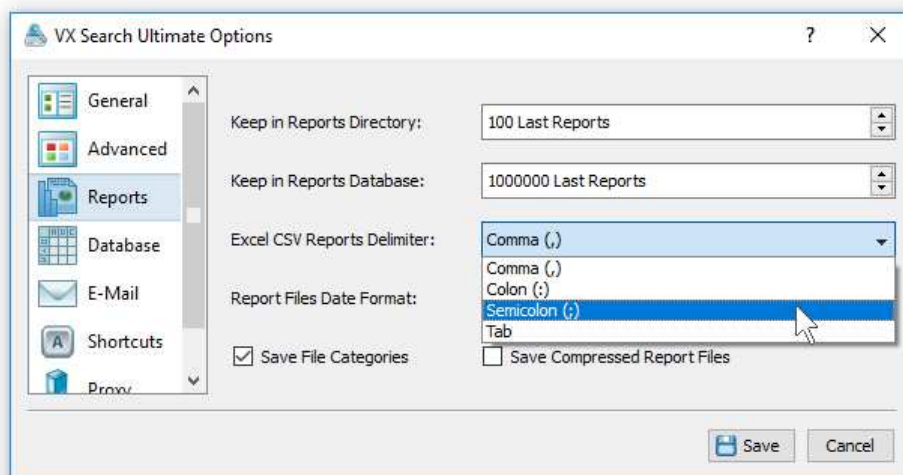 VX Search Ultimate Options
?
General
Advanced
Reports
Database
E-Mail
Shortcuts
Proxy
Keep in Reports Directory:
100 Last Reports
Keep in Reports Database:
1000000 Last Reports
Excel CSV Reports Delimiter:
Comma (,)
Comma (,)
Colon (:)
Semicolon (;)
Tab
Report Files Date Format:
Save File Categories
Save Compressed Report Files
Save
Cancel